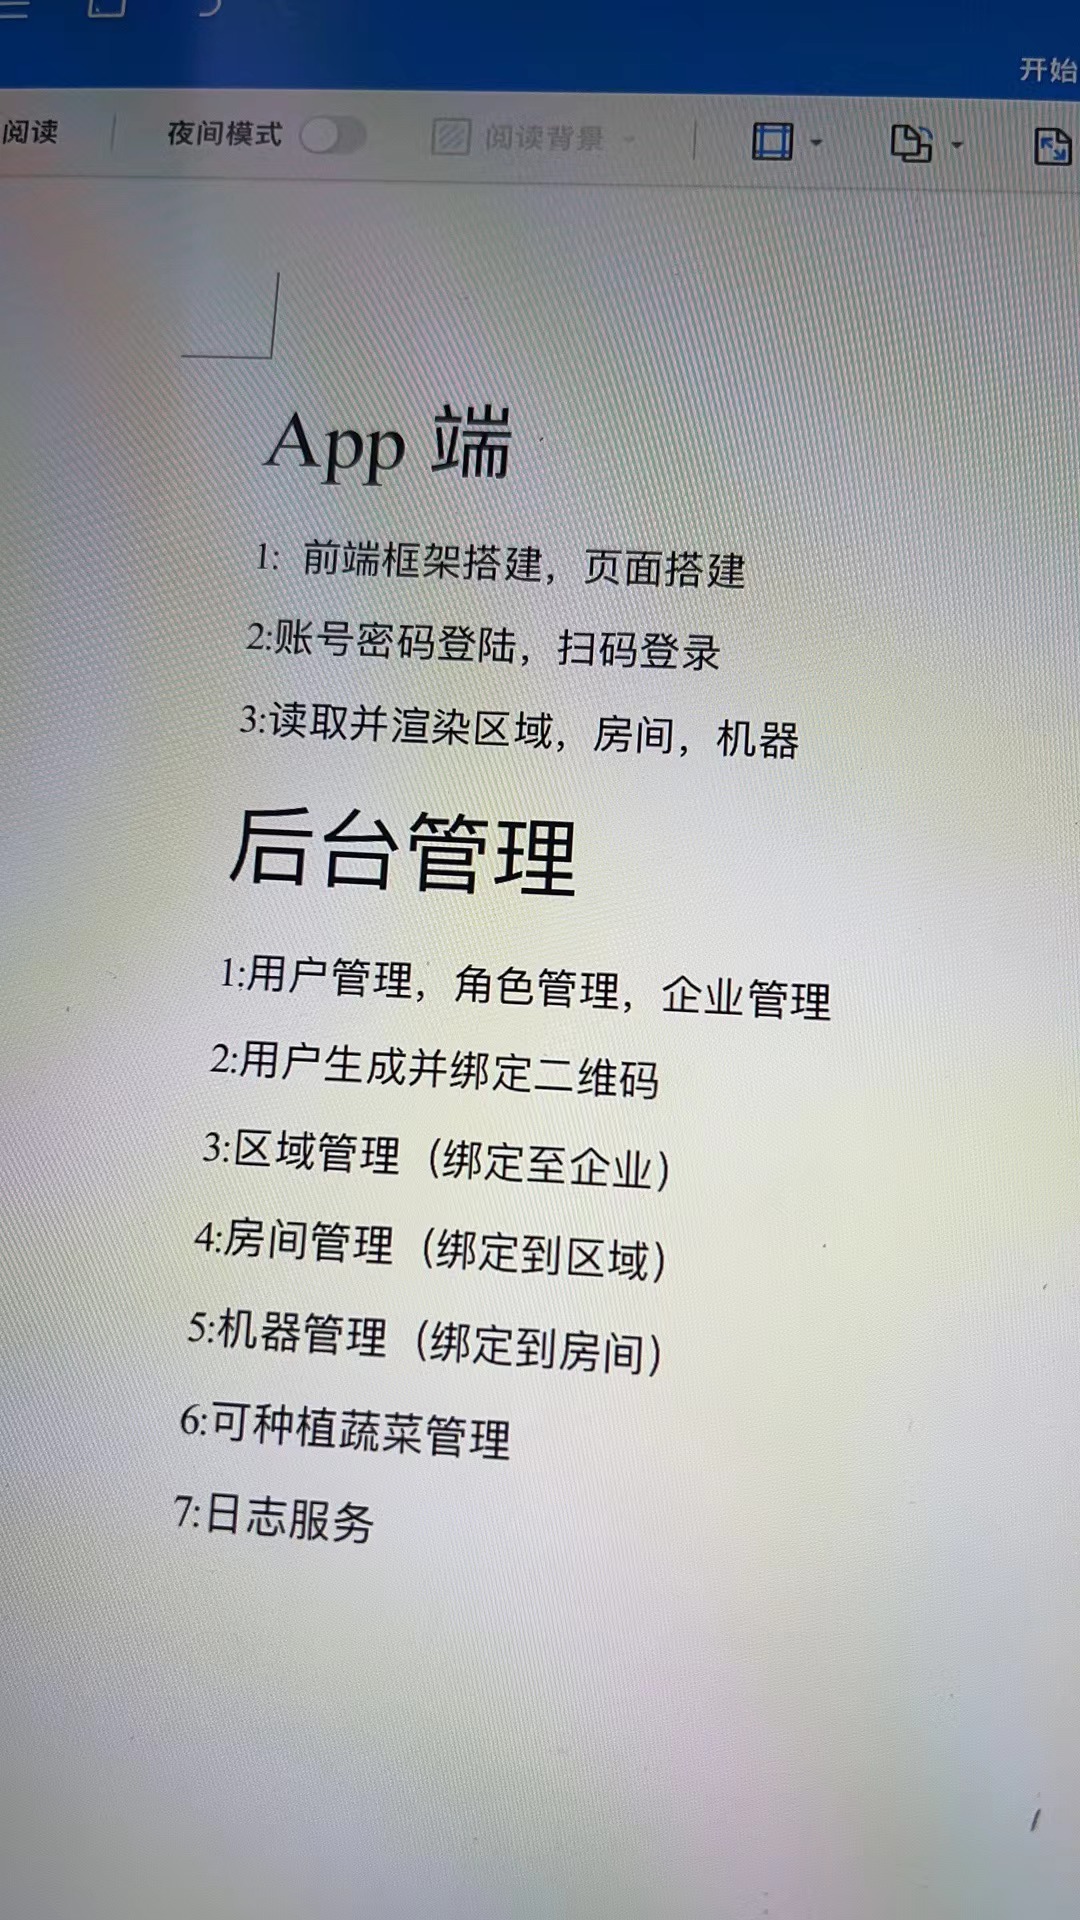 开始
阅读 夜间模式 阅读背景
App 端
1: 前端框架搭建，页面搭建
2:账号密码登陆，扫码登录
3:读取并渲染区域，房间，机器
后台管理
1:用户管理，角色管理，企业管理
2:用户生成并绑定二维码
3:区域管理（绑定至企业）
4:房间管理（绑定到区域）
5:机器管理（绑定到房间）
6:可种植蔬菜管理
7:日志服务